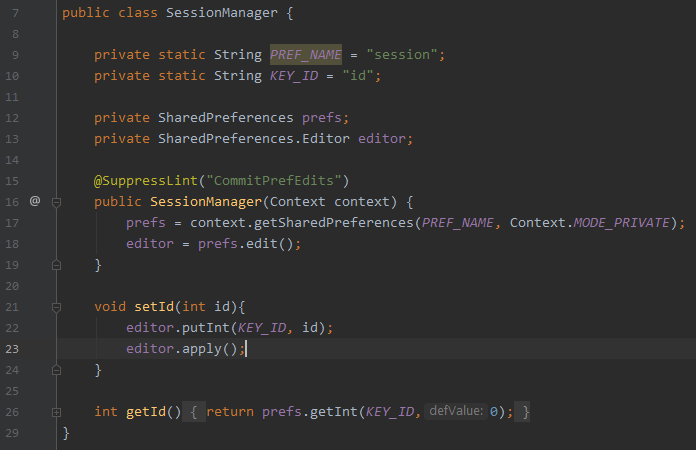 7 public class SessionManager {
8
9 private static String PREF_NAME = "session";
10 private static String KEY_ID = "id";
11
12 private SharedPreferences prefs;
13 private SharedPreferences.Editor editor;
14
15 @SuppressLint("CommitPrefEdits")
16 @ public SessionManager(Context context) {
17 prefs = context.getSharedPreferences(PREF_NAME, Context.MODE_PRIVATE);
18 editor = prefs.edit();
19 }
20
21 void setId(int id){
22 editor.putInt(KEY_ID, id);
23 editor.apply();
24 }
25
26 int getId() { return prefs.getInt(KEY_ID, defValue: 0); }
29 }